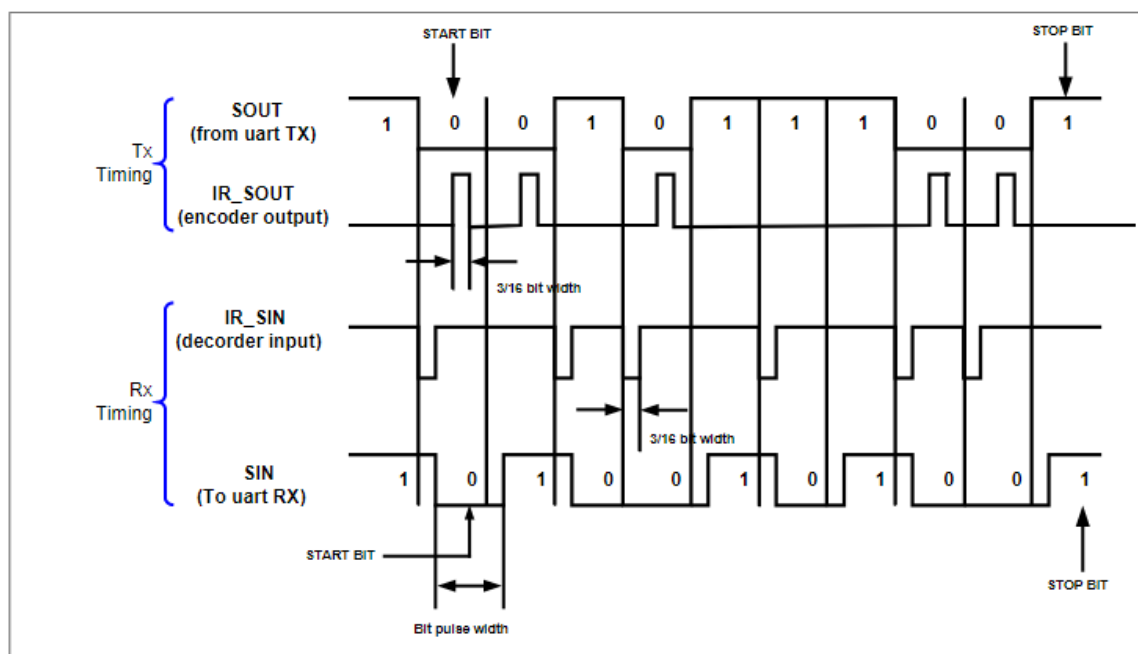 START BIT
STOP BIT
SOUT
(from uart TX)
1 0 0 1 0 1 1 1 0 0 1
Tx
Timing
IR_SOUT
(encoder output)
3/16 bit width
IR_SIN
(decorder input)
Rx
Timing
3/16 bit width
SIN
(To uart RX)
1 0 1 0 0 1 0 1 0 0 1
START BIT
STOP BIT
Bit pulse width